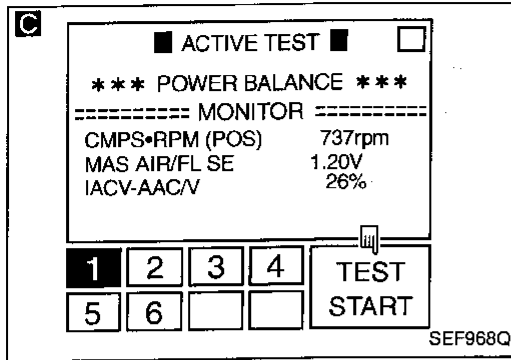 C
ACTIVE TEST
*** POWER BALANCE ***
========== MONITOR ==========
CMPS•RPM (POS) 737rpm
MAS AIR/FL SE 1.20V
IACV-AAC/V 26%
1 2 3 4 TEST
5 6 START
SEF968Q